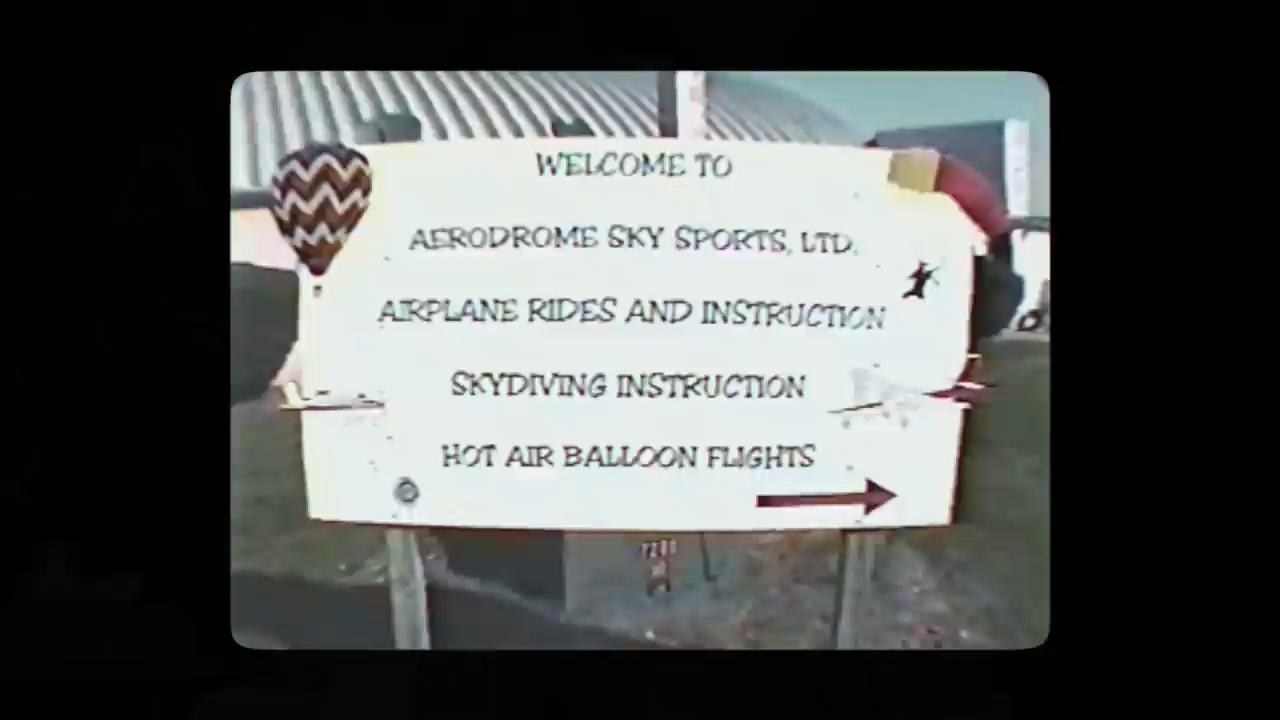 WELCOME TO
AERODROME SKY SPORTS, LTD.
AIRPLANE RIDES AND INSTRUCTION
SKYDIVING INSTRUCTION
HOT AIR BALLOON FLIGHTS